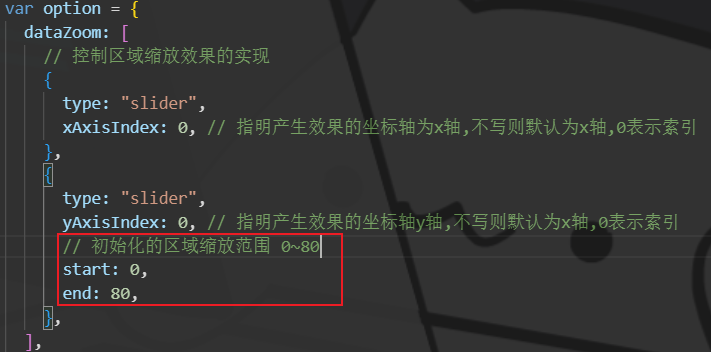 var option = {
dataZoom: [
// 控制区域缩放效果的实现
{
type: "slider",
xAxisIndex: 0, // 指明产生效果的坐标轴为x轴,不写则默认为x轴,0表示索引
},
{
type: "slider",
yAxisIndex: 0, // 指明产生效果的坐标轴y轴,不写则默认为x轴,0表示索引
// 初始化的区域缩放范围 0~80
start: 0,
end: 80,
},
],